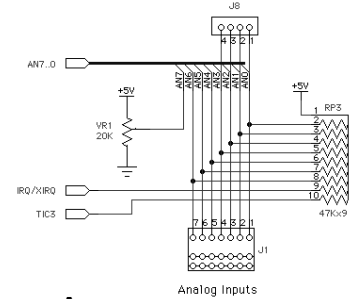 J8
4 3 2 1
AN7..0
AN7 AN6 AN5 AN4 AN3 AN2 AN1 AN0
+5V
+5V
VR1
20K
RP3
1
2
3
4
5
6
7
8
9
10
47Kx9
IRQ/XIRQ
TIC3
7 6 5 4 3 2 1
J1
Analog Inputs